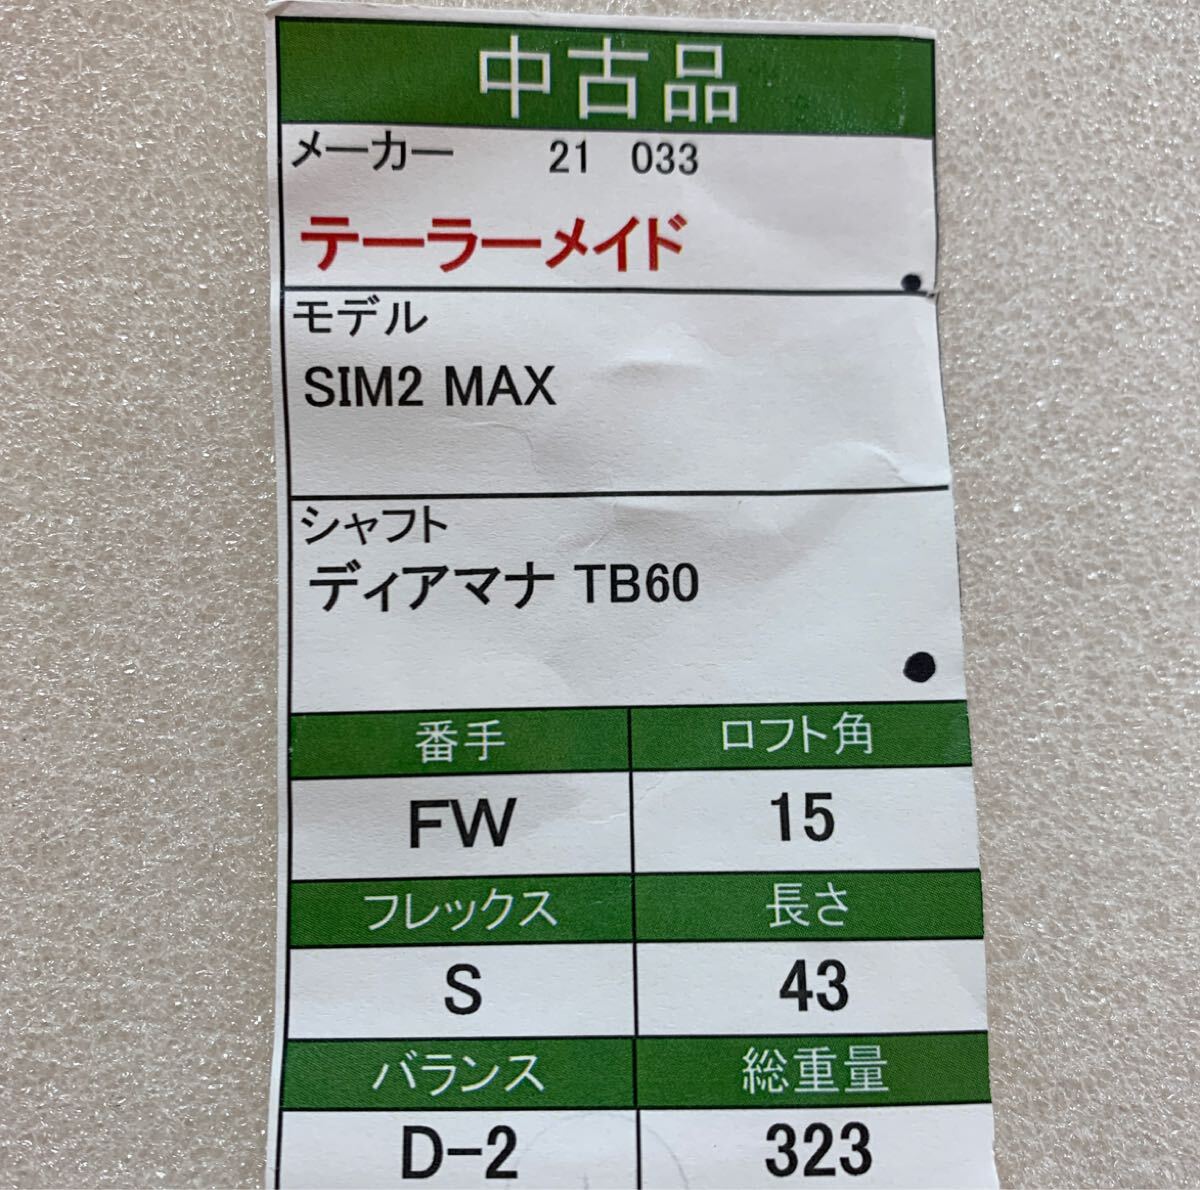 中古品
メーカー 21 033
テーラーメイド
モデル
SIM2 MAX
シャフト
ディアマナ TB60
番手 ロフト角
FW 15
フレックス 長さ
S 43
バランス 総重量
D-2 323